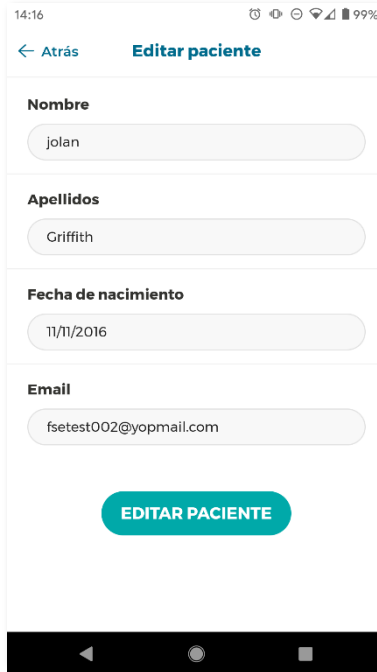 14:16 99%
← Atrás Editar paciente
Nombre
jolan
Apellidos
Griffith
Fecha de nacimiento
11/11/2016
Email
fsetest002@yopmail.com
EDITAR PACIENTE